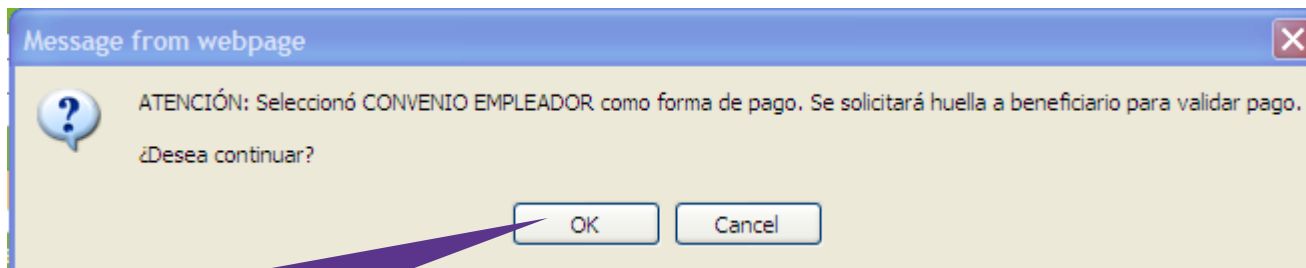 Message from webpage
ATENCIÓN: Seleccionó CONVENIO EMPLEADOR como forma de pago. Se solicitará huella a beneficiario para validar pago.
¿Desea continuar?
OK
Cancel